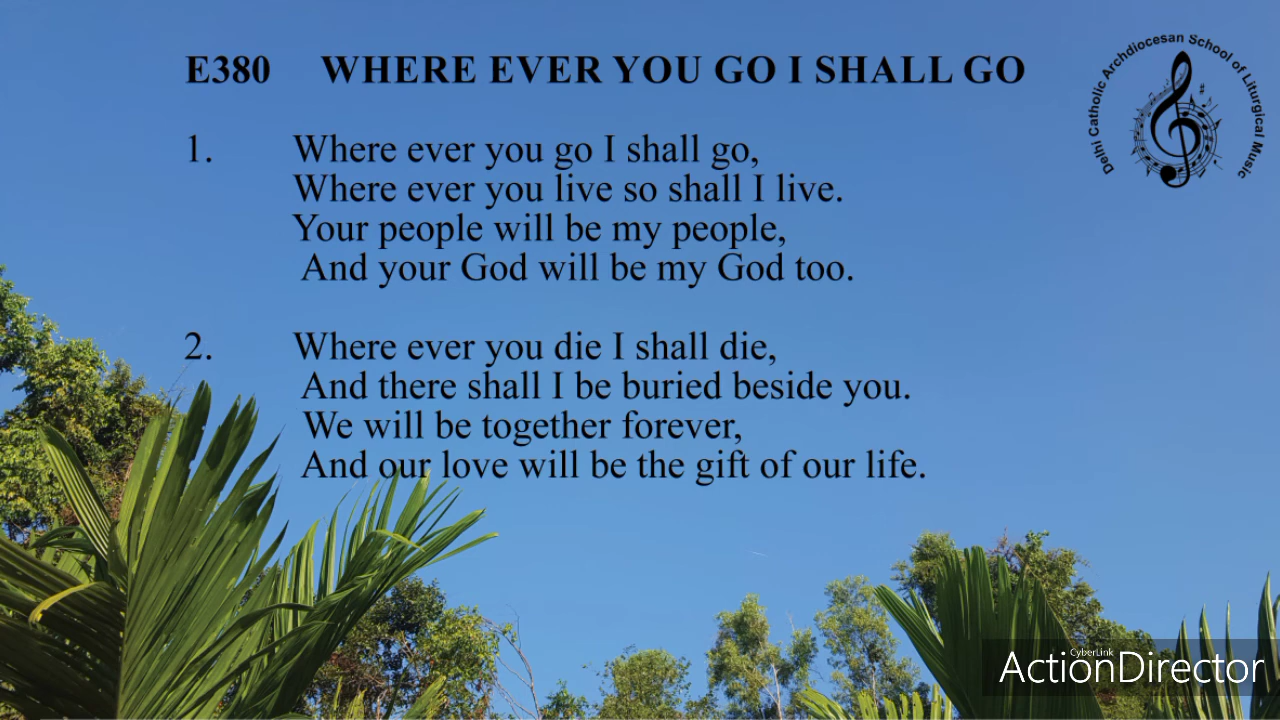 E380 WHERE EVER YOU GO I SHALL GO
Delhi Catholic Archdiocesan School of Liturgical Music
1. Where ever you go I shall go,
Where ever you live so shall I live.
Your people will be my people,
And your God will be my God too.
2. Where ever you die I shall die,
And there shall I be buried beside you.
We will be together forever,
And our love will be the gift of our life.
CyberLink
ActionDirector